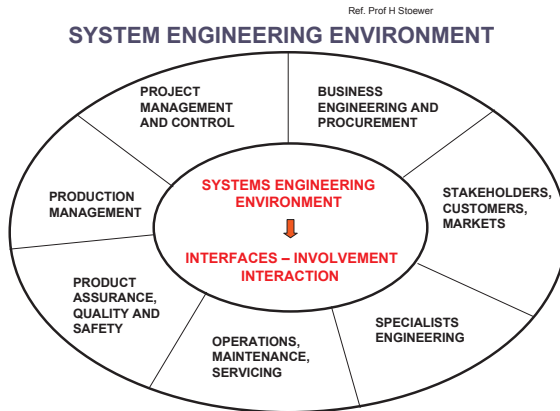 Ref. Prof H Stoewer
SYSTEM ENGINEERING ENVIRONMENT
PROJECT
MANAGEMENT
AND CONTROL
BUSINESS
ENGINEERING AND
PROCUREMENT
STAKEHOLDERS,
CUSTOMERS,
MARKETS
SPECIALISTS
ENGINEERING
OPERATIONS,
MAINTENANCE,
SERVICING
PRODUCT
ASSURANCE,
QUALITY AND
SAFETY
PRODUCTION
MANAGEMENT
SYSTEMS ENGINEERING
ENVIRONMENT
INTERFACES – INVOLVEMENT
INTERACTION